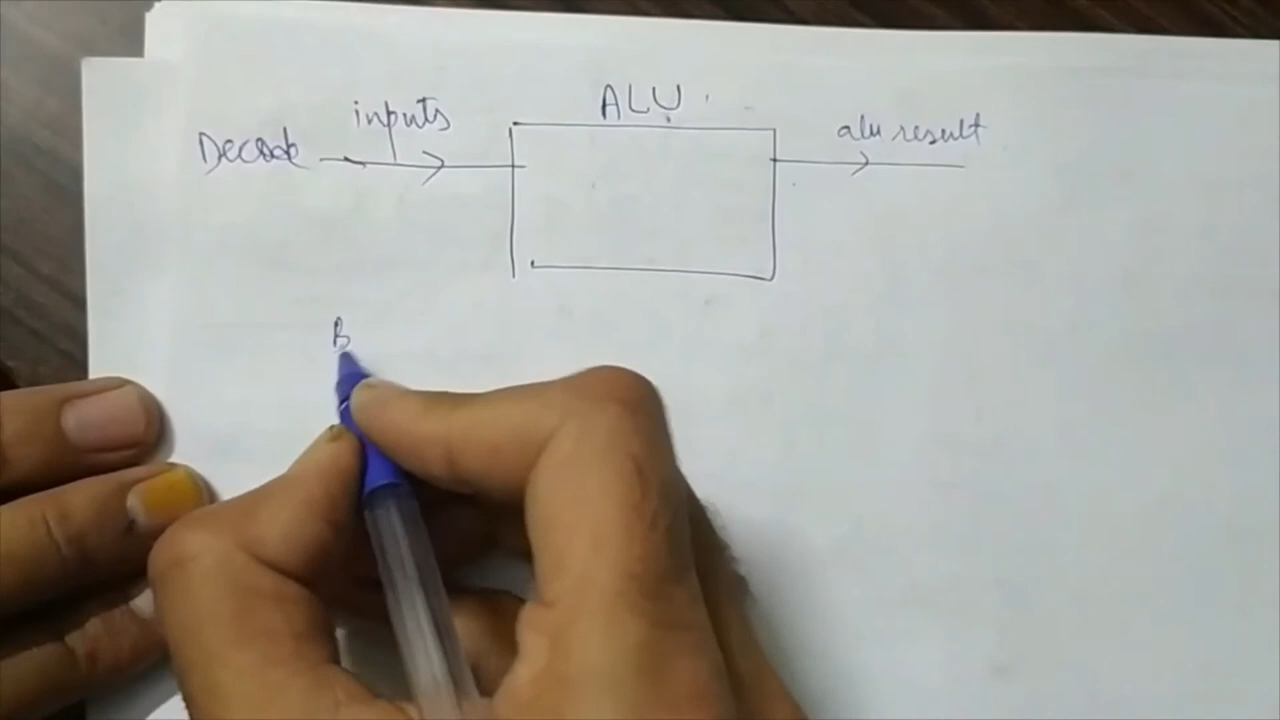 ALU
inputs
alu result
Decode
B